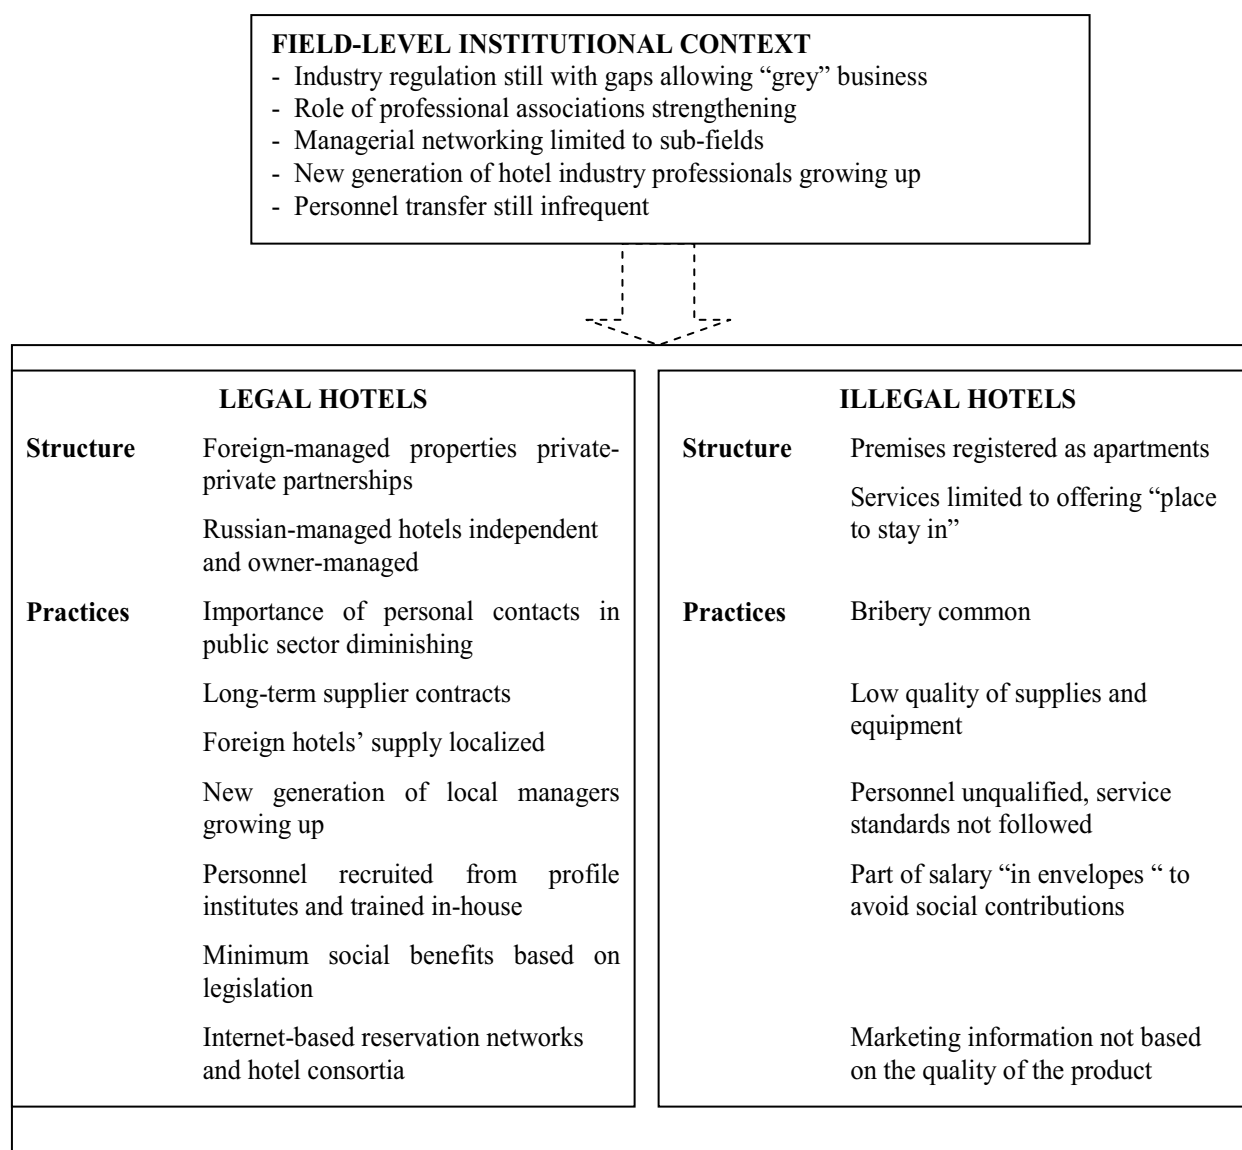 FIELD-LEVEL INSTITUTIONAL CONTEXT
- Industry regulation still with gaps allowing “grey” business
- Role of professional associations strengthening
- Managerial networking limited to sub-fields
- New generation of hotel industry professionals growing up
- Personnel transfer still infrequent
LEGAL HOTELS
Structure
Foreign-managed properties private-
private partnerships
Russian-managed hotels independent
and owner-managed
Practices
Importance of personal contacts in
public sector diminishing
Long-term supplier contracts
Foreign hotels’ supply localized
New generation of local managers
growing up
Personnel recruited from profile
institutes and trained in-house
Minimum social benefits based on
legislation
Internet-based reservation networks
and hotel consortia
ILLEGAL HOTELS
Structure
Premises registered as apartments
Services limited to offering “place
to stay in”
Practices
Bribery common
Low quality of supplies and
equipment
Personnel unqualified, service
standards not followed
Part of salary “in envelopes “ to
avoid social contributions
Marketing information not based
on the quality of the product